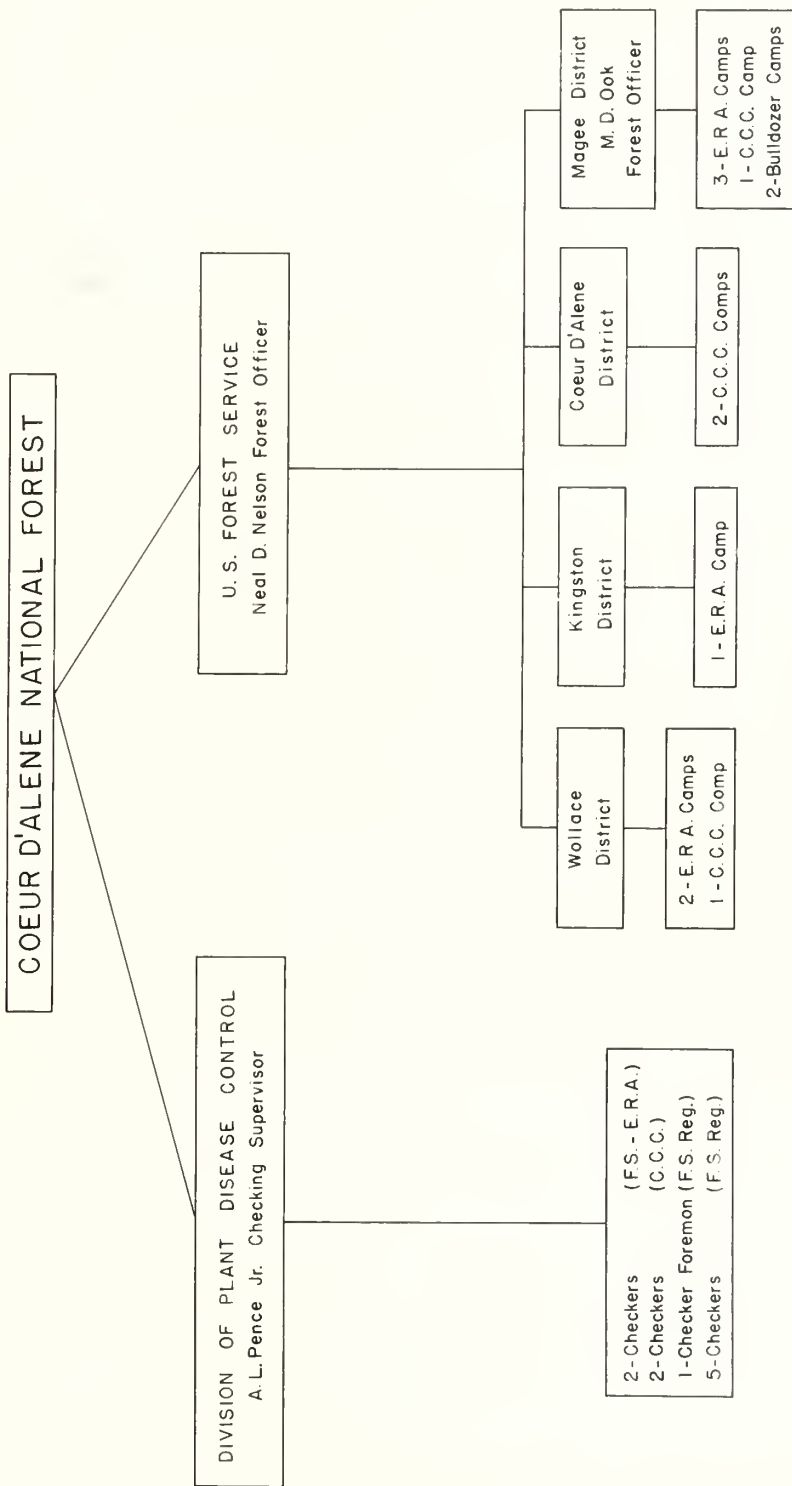 COEUR D'ALENE NATIONAL FOREST
DIVISION OF PLANT DISEASE CONTROL
A. L. Pence Jr. Checking Supervisor
U. S. FOREST SERVICE
Neal D. Nelson Forest Officer
2-Checkers (F.S. - E.R.A.)
2-Checkers (C.C.C.)
1-Checker Foremon (F.S. Reg.)
5-Checkers (F.S. Reg.)
Wollace
District
2-E.R.A. Camps
1-C.C.C. Comp
Kingston
District
1-E.R.A. Camp
Coeur D'Alene
District
2-C.C.C. Comps
Magee District
M. D. Oak
Forest Officer
3-E.R.A. Camps
1-C.C.C. Camp
2-Bulldozer Camps